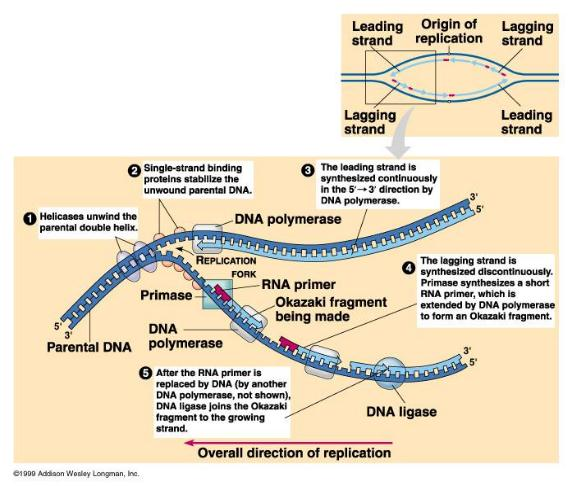 Leading
strand
Origin of
replication
Lagging
strand
Lagging
strand
Leading
strand
2 Single-strand binding
proteins stabilize the
unwound parental DNA.
3 The leading strand is
synthesized continuously
in the 5'→3' direction by
DNA polymerase.
1 Helicases unwind the
parental double helix.
DNA polymerase
3'
5'
REPLICATION
FORK
4 The lagging strand is
synthesized discontinuously.
Primase synthesizes a short
RNA primer, which is
extended by DNA polymerase
to form an Okazaki fragment.
Primase
RNA primer
Okazaki fragment
being made
5'
3'
Parental DNA
DNA
polymerase
3'
5'
5 After the RNA primer is
replaced by DNA (by another
DNA polymerase, not shown),
DNA ligase joins the Okazaki
fragment to the growing
strand.
DNA ligase
Overall direction of replication
©1999 Addison Wesley Longman, Inc.